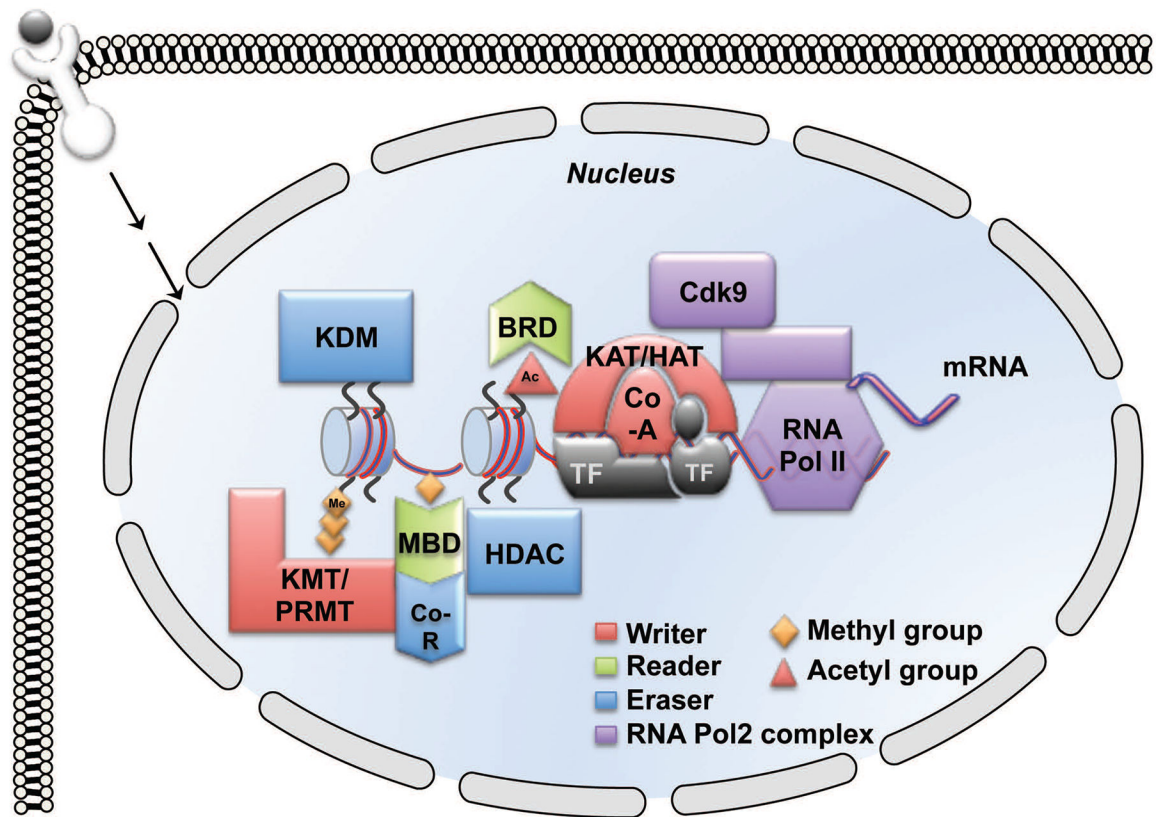 Nucleus
Cdk9
BRD
KDM
KAT/HAT
mRNA
Ac
Co
-A
RNA
Pol II
TF
TF
Me
MBD
HDAC
KMT/
PRMT
Co-
R
Writer
Methyl group
Reader
Acetyl group
Eraser
RNA Pol2 complex